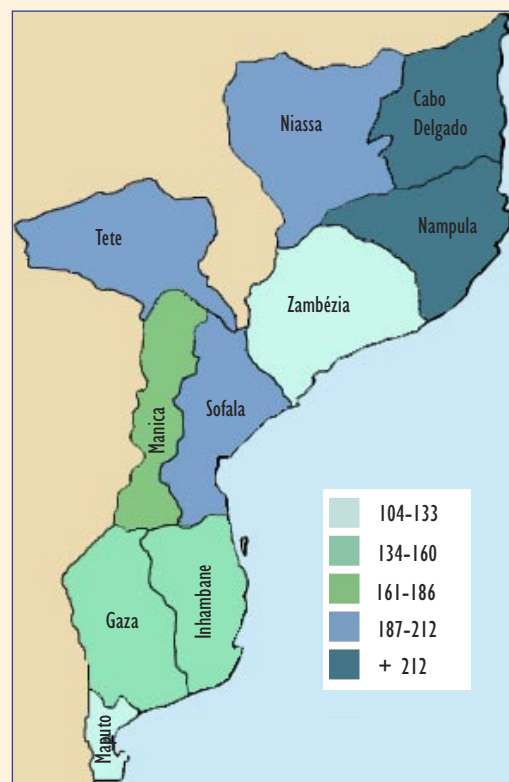 Cabo
Delgado
Niassa
Nampula
Tete
Zambézia
Manica
Sofala
Inhambane
Gaza
Maputo
104-133
134-160
161-186
187-212
+ 212